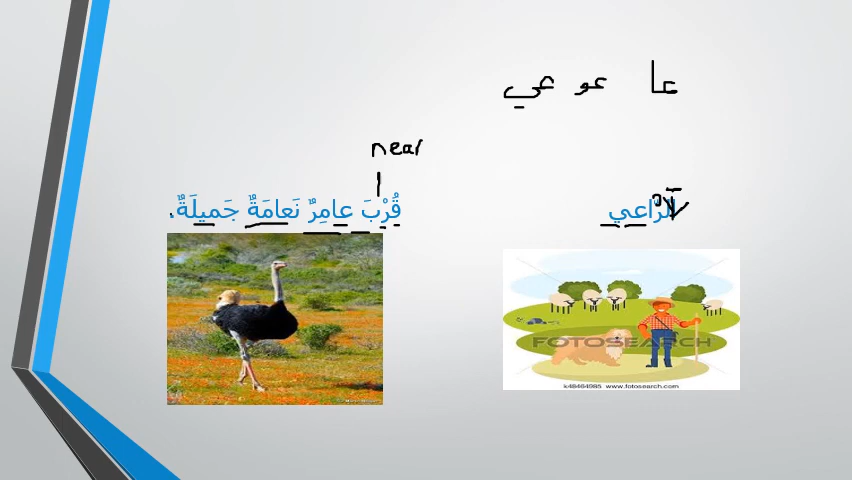 عا عو عي
near
الرّاعي
قُرْبَ عامِرٌ نَعامَةٌ جَميلَةٌ.
FOTOSEARCH
k48464985 www.fotosearch.com